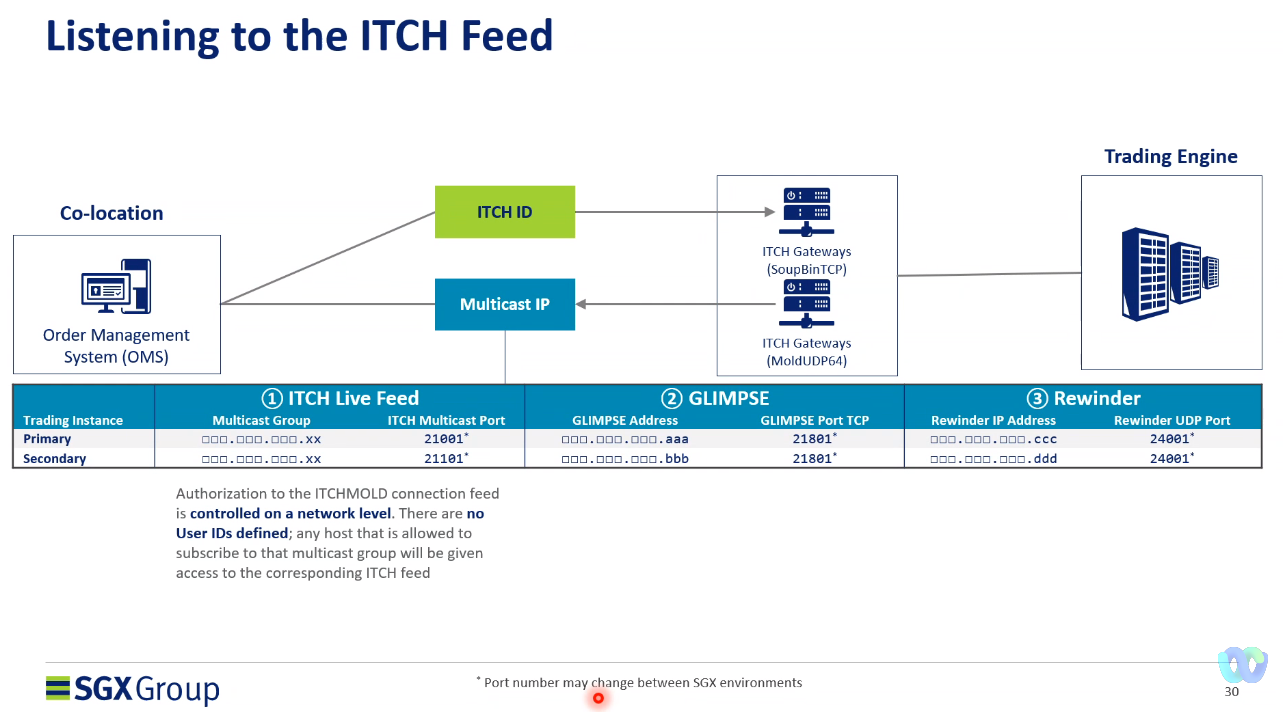 Listening to the ITCH Feed
Trading Engine
Co-location
ITCH ID
ITCH Gateways
(SoupBinTCP)
Multicast IP
Order Management
System (OMS)
ITCH Gateways
(MoldUDP64)
① ITCH Live Feed ② GLIMPSE ③ Rewinder
Trading Instance Multicast Group ITCH Multicast Port GLIMPSE Address GLIMPSE Port TCP Rewinder IP Address Rewinder UDP Port
Primary □□□.□□□.□□□.xx 21001* □□□.□□□.□□□.aaa 21801* □□□.□□□.□□□.ccc 24001*
Secondary □□□.□□□.□□□.xx 21101* □□□.□□□.□□□.bbb 21801* □□□.□□□.□□□.ddd 24001*
Authorization to the ITCHMOLD connection feed
is controlled on a network level. There are no
User IDs defined; any host that is allowed to
subscribe to that multicast group will be given
access to the corresponding ITCH feed
SGXGroup
* Port number may change between SGX environments
30